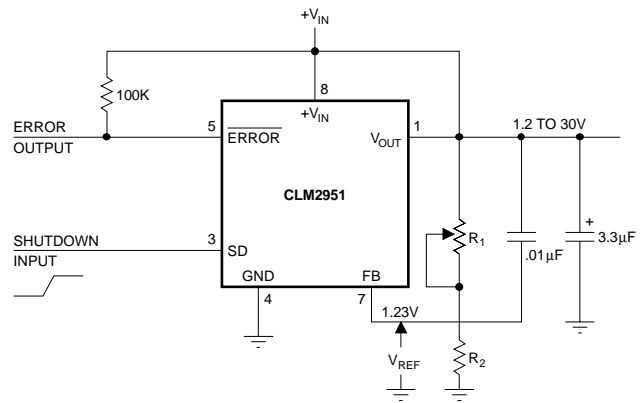 +VIN
100K
8
+VIN
ERROR
OUTPUT
5
ERROR
VOUT
1
1.2 TO 30V
CLM2951
SHUTDOWN
INPUT
3
SD
R1
+
.01µF
3.3µF
GND
FB
4
7
1.23V
VREF
R2